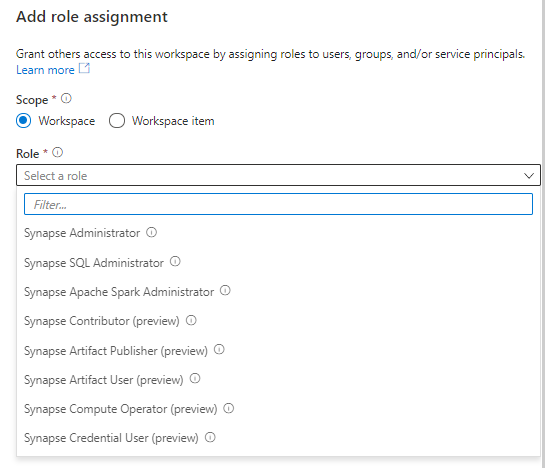 Add role assignment
Grant others access to this workspace by assigning roles to users, groups, and/or service principals.
Learn more
Scope *
Workspace
Workspace item
Role *
Select a role
Filter...
Synapse Administrator
Synapse SQL Administrator
Synapse Apache Spark Administrator
Synapse Contributor (preview)
Synapse Artifact Publisher (preview)
Synapse Artifact User (preview)
Synapse Compute Operator (preview)
Synapse Credential User (preview)